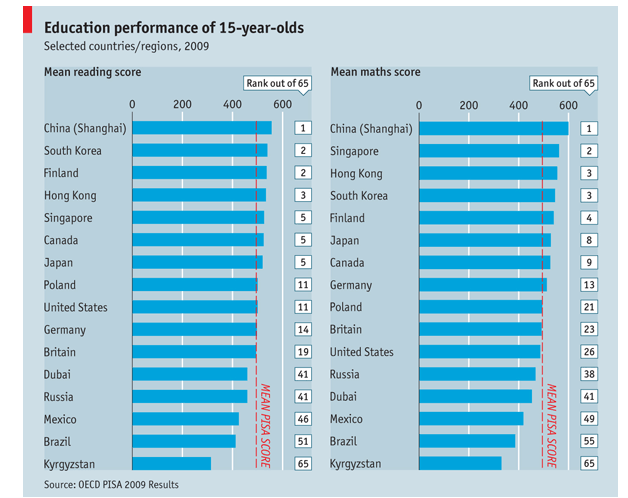 Education performance of 15-year-olds
Selected countries/regions, 2009
Mean reading score
Rank out of 65
0 200 400 600
China (Shanghai) 1
South Korea 2
Finland 2
Hong Kong 3
Singapore 5
Canada 5
Japan 5
Poland 11
United States 11
Germany 14
Britain 19
Dubai 41
Russia 41
Mexico 46
Brazil 51
Kyrgyzstan 65
MEAN PISA SCORE
Mean maths score
Rank out of 65
0 200 400 600
China (Shanghai) 1
Singapore 2
Hong Kong 3
South Korea 3
Finland 4
Japan 8
Canada 9
Germany 13
Poland 21
Britain 23
United States 26
Russia 38
Dubai 41
Mexico 49
Brazil 55
Kyrgyzstan 65
MEAN PISA SCORE
Source: OECD PISA 2009 Results